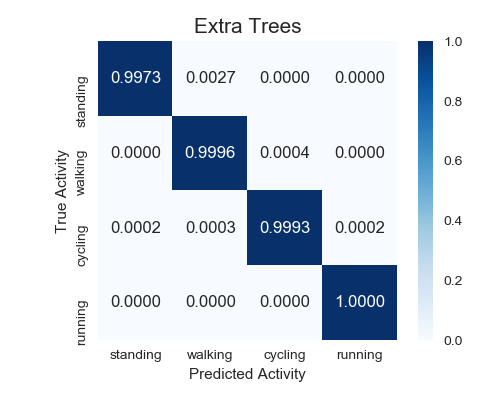 Extra Trees
True Activity
standing
0.9973 0.0027 0.0000 0.0000
walking
0.0000 0.9996 0.0004 0.0000
cycling
0.0002 0.0003 0.9993 0.0002
running
0.0000 0.0000 0.0000 1.0000
standing walking cycling running
Predicted Activity
1.0
0.8
0.6
0.4
0.2
0.0